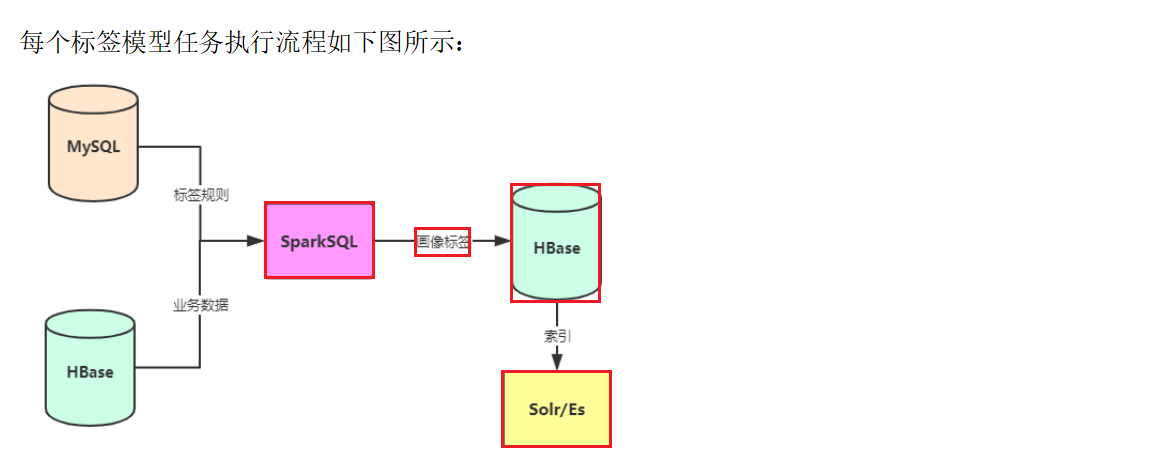 每个标签模型任务执行流程如下图所示：
MySQL
标签规则
SparkSQL
画像标签
HBase
业务数据
HBase
索引
Solr/Es